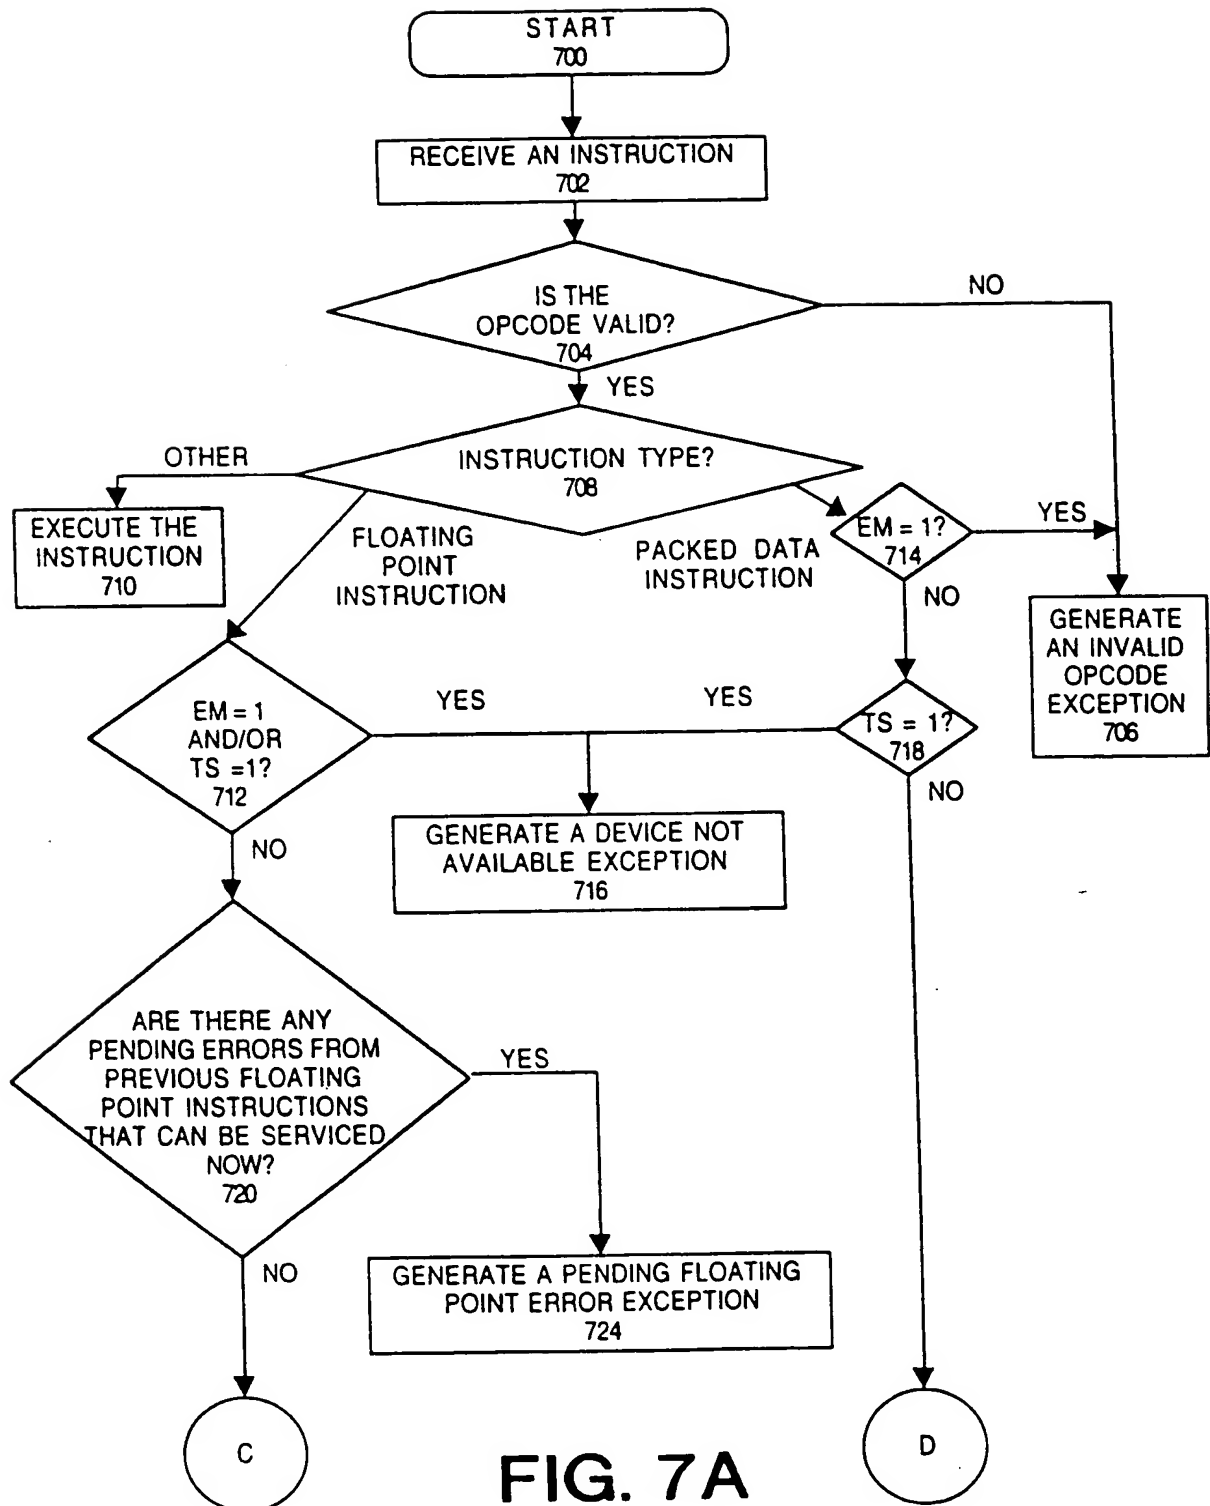 START
700
RECEIVE AN INSTRUCTION
702
IS THE
OPCODE VALID?
704
NO
YES
OTHER
INSTRUCTION TYPE?
708
EXECUTE THE
INSTRUCTION
710
FLOATING
POINT
INSTRUCTION
PACKED DATA
INSTRUCTION
EM = 1?
714
YES
NO
GENERATE
AN INVALID
OPCODE
EXCEPTION
706
EM = 1
AND/OR
TS =1?
712
YES
YES
TS = 1?
718
NO
NO
GENERATE A DEVICE NOT
AVAILABLE EXCEPTION
716
ARE THERE ANY
PENDING ERRORS FROM
PREVIOUS FLOATING
POINT INSTRUCTIONS
THAT CAN BE SERVICED
NOW?
720
YES
NO
GENERATE A PENDING FLOATING
POINT ERROR EXCEPTION
724
C
D
FIG. 7A